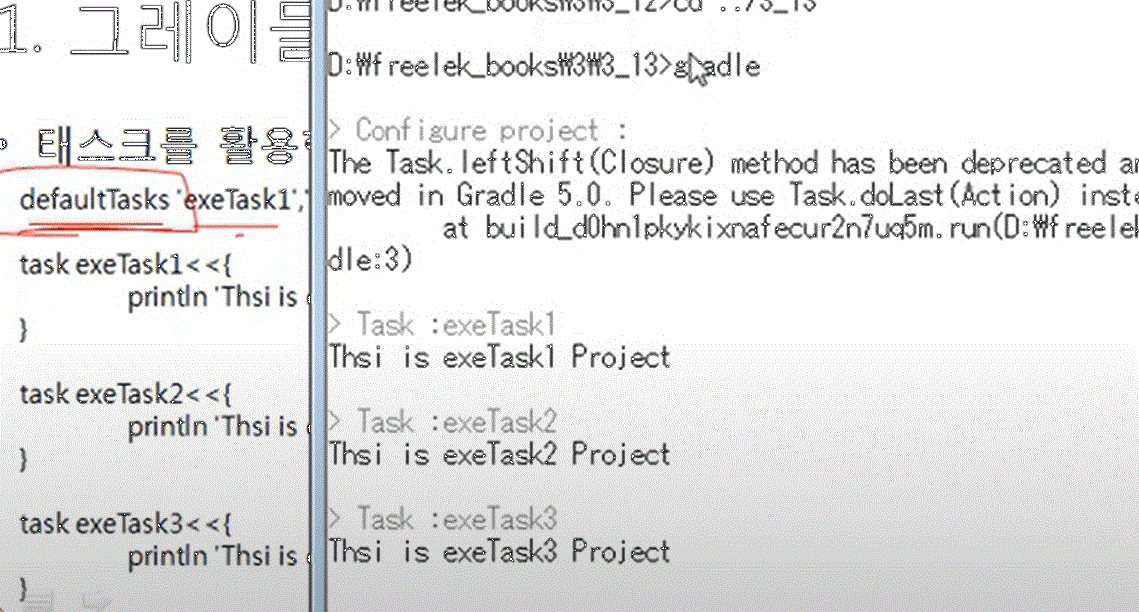 1. 그레이들
• 태스크를 활용
defaultTasks 'exeTask1','
task exeTask1<<{
println 'Thsi is
}
task exeTask2<<{
println 'Thsi is
}
task exeTask3<<{
println 'Thsi is
}
D:\freelek_books\3\3_12>cd ../3_13
D:\freelek_books\3\3_13>gradle
> Configure project :
The Task.leftShift(Closure) method has been deprecated an
moved in Gradle 5.0. Please use Task.doLast(Action) inste
at build_d0hn1pkykixnafecur2n7uq5m.run(D:\freelek
dle:3)
> Task :exeTask1
Thsi is exeTask1 Project
> Task :exeTask2
Thsi is exeTask2 Project
> Task :exeTask3
Thsi is exeTask3 Project